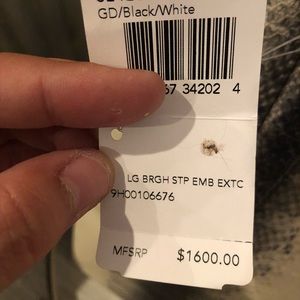 GD/Black/White
67 34202 4
LG BRGH STP EMB EXTC
9H00106676
MFSRP $1600.00